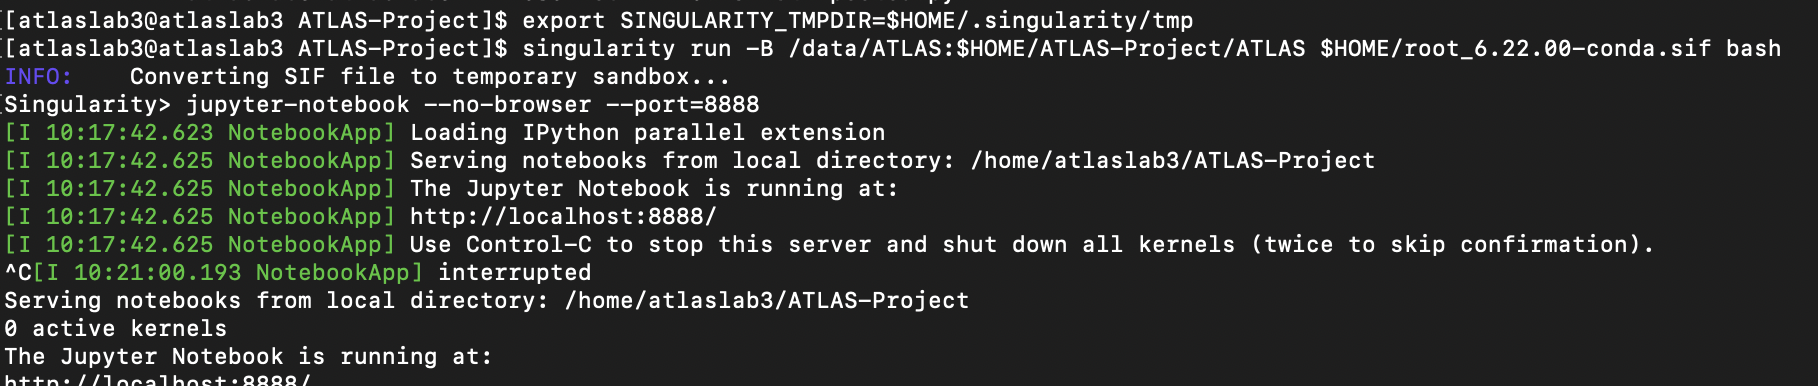 [atlaslab3@atlaslab3 ATLAS-Project]$ export SINGULARITY_TMPDIR=$HOME/.singularity/tmp
[atlaslab3@atlaslab3 ATLAS-Project]$ singularity run -B /data/ATLAS:$HOME/ATLAS-Project/ATLAS $HOME/root_6.22.00-conda.sif bash
INFO:    Converting SIF file to temporary sandbox...
Singularity> jupyter-notebook --no-browser --port=8888
[I 10:17:42.623 NotebookApp] Loading IPython parallel extension
[I 10:17:42.625 NotebookApp] Serving notebooks from local directory: /home/atlaslab3/ATLAS-Project
[I 10:17:42.625 NotebookApp] The Jupyter Notebook is running at:
[I 10:17:42.625 NotebookApp] http://localhost:8888/
[I 10:17:42.625 NotebookApp] Use Control-C to stop this server and shut down all kernels (twice to skip confirmation).
^C[I 10:21:00.193 NotebookApp] interrupted
Serving notebooks from local directory: /home/atlaslab3/ATLAS-Project
0 active kernels
The Jupyter Notebook is running at:
http://localhost:8888/